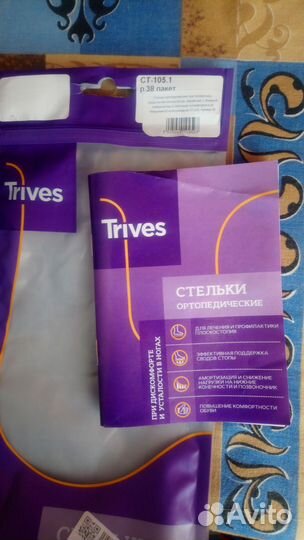 СТ-105.1
р.38 пакет
Trives
Trives
СТЕЛЬКИ
ОРТОПЕДИЧЕСКИЕ
ПРИ ДИСКОМФОРТЕ
И УСТАЛОСТИ В НОГАХ
ДЛЯ ЛЕЧЕНИЯ И ПРОФИЛАКТИКИ
ПЛОСКОСТОПИЯ
ЭФФЕКТИВНАЯ ПОДДЕРЖКА
СВОДОВ СТОПЫ
АМОРТИЗАЦИЯ И СНИЖЕНИЕ
НАГРУЗКИ НА НИЖНИЕ
КОНЕЧНОСТИ И ПОЗВОНОЧНИК
ПОВЫШЕНИЕ КОМФОРТНОСТИ
ОБУВИ
Avito